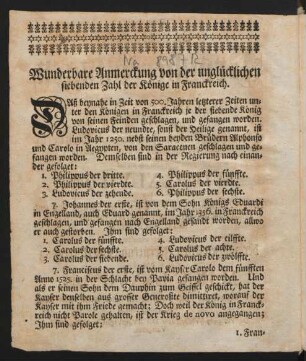 Na 898 R
Wunderbare Anmerckung von der unglücklichen
siebenden Zahl der Könige in Franckreich.
Daß beynahe in Zeit von 500. Jahren letzterer Zeiten un-
ter den Königen in Franckreich je der siebende König
von seinen Feinden geschlagen, und gefangen worden.
Ludovicus der neundte, sonst der Heilige genannt, ist
im Jahr 1250. nebst seinen beyden Brüdern Alphonso
und Carolo in Aegypten, von den Saracenen geschlagen und ge-
fangen worden. Demselben sind in der Regierung nach einan-
der gefolget:
1. Philippus der dritte.
2. Philippus der vierdte.
3. Ludovicus der zehende.
4. Philippus der fünfte.
5. Carolus der vierdte.
6. Philippus der sechste.
7. Johannes der erste, ist von dem Sohn Königs Eduardi
in Engelland, auch Eduard genannt, im Jahr 1356. in Franckreich
geschlagen, und gefangen nach Engelland gesandt worden, allwo
er auch gestorben. Ihm sind gefolget:
1. Carolus der fünfte.
2. Carolus der sechste.
3. Carolus der siebende.
4. Ludovicus der eilfte.
5. Carolus der achte.
6. Ludovicus der zwölffte.
7. Franciscus der erste, ist vom Kayser Carolo dem fünfften
Anno 1525. in der Schlacht bey Pavia gefangen worden. Und
als er seinen Sohn dem Dauphin zum Geissel geschickt, hat der
Kayser denselben aus grosser Generosite dimittiret, worauf der
Kayser mit ihm Friede gemacht: Doch weil der König in Franck-
reich nicht Parole gehalten, ist der Krieg de novo angegangen;
Ihm sind gefolget:
1. Fran-